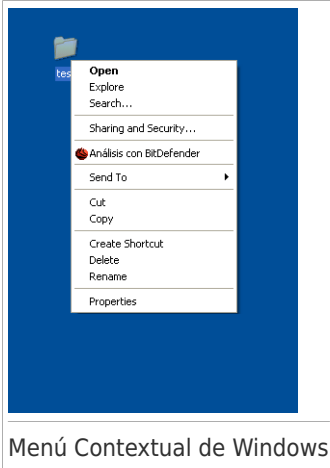 tes
Open
Explore
Search...
Sharing and Security...
Análisis con BitDefender
Send To
Cut
Copy
Create Shortcut
Delete
Rename
Properties
Menú Contextual de Windows